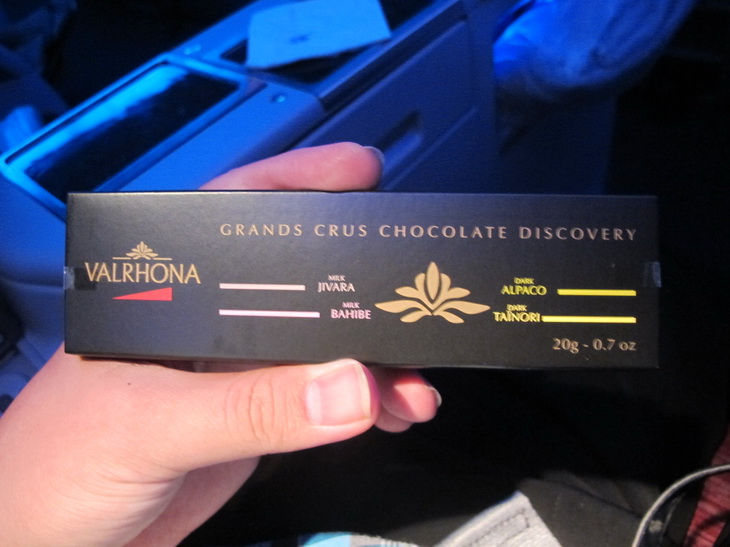 GRANDS CRUS CHOCOLATE DISCOVERY
VALRHONA
MILK
JIVARA
MILK
BAHIBE
DARK
ALPACO
DARK
TAÏNORI
20g - 0.7 oz